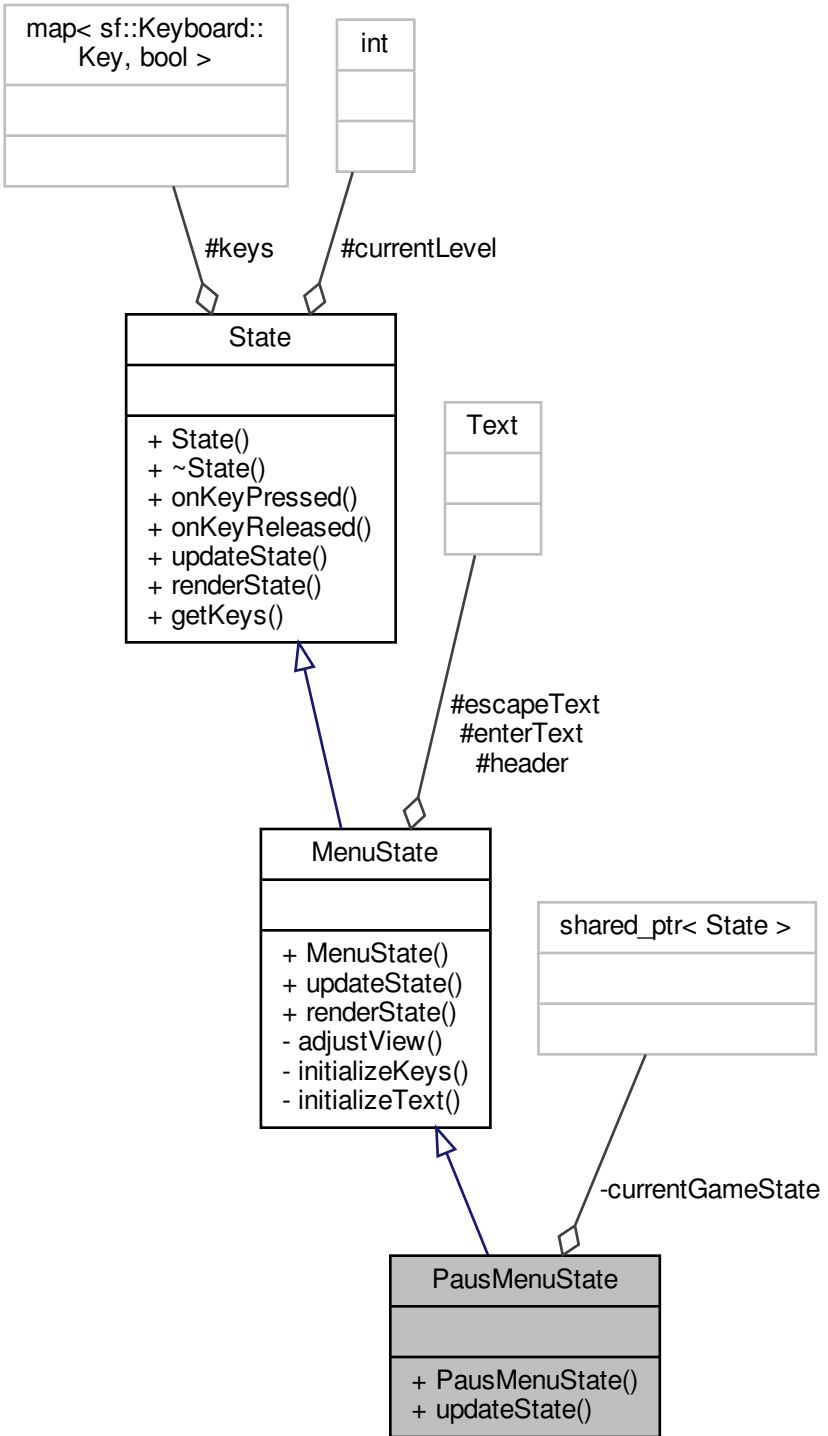 map< sf::Keyboard::
Key, bool >
int
#keys
#currentLevel
State
+ State()
+ ~State()
+ onKeyPressed()
+ onKeyReleased()
+ updateState()
+ renderState()
+ getKeys()
Text
#escapeText
#enterText
#header
MenuState
+ MenuState()
+ updateState()
+ renderState()
- adjustView()
- initializeKeys()
- initializeText()
shared_ptr< State >
-currentGameState
PausMenuState
+ PausMenuState()
+ updateState()